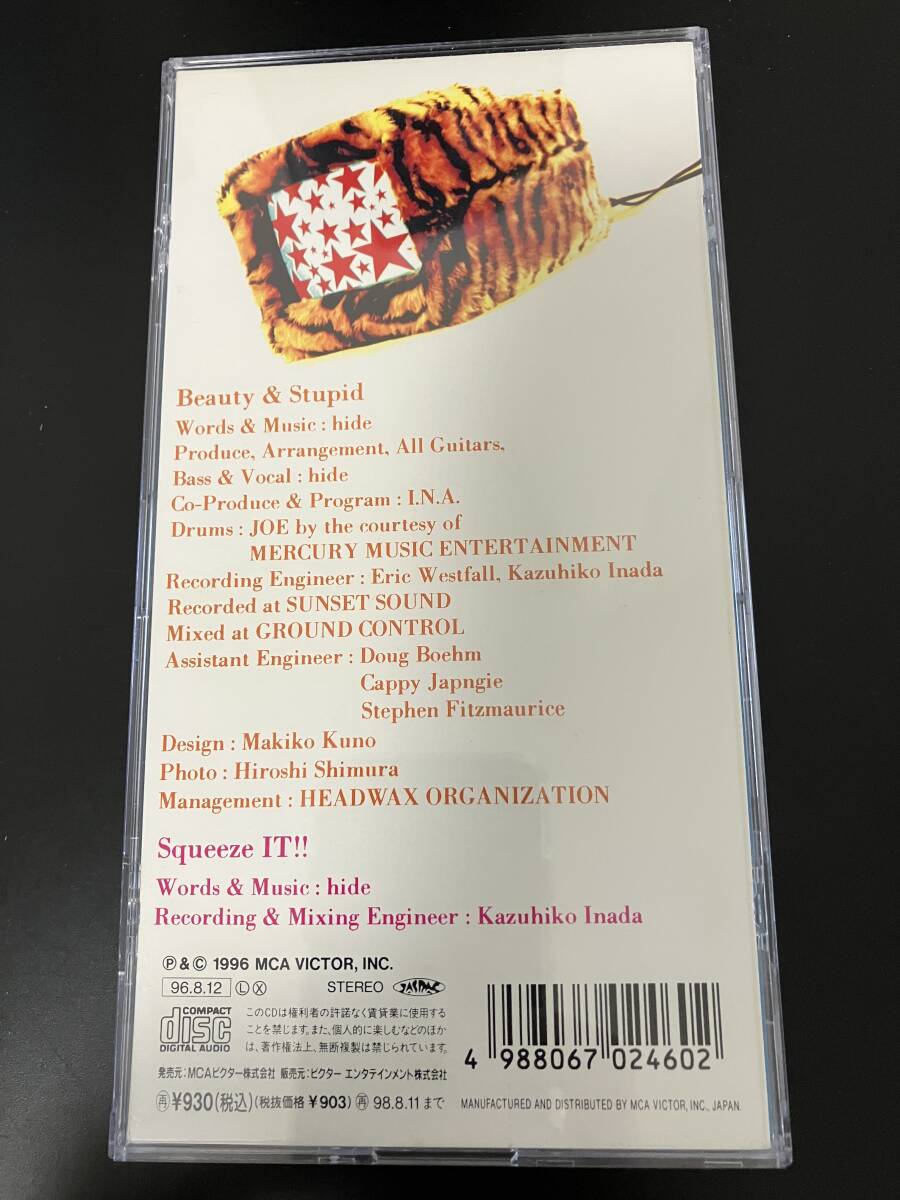 Beauty & Stupid
Words & Music : hide
Produce, Arrangement, All Guitars,
Bass & Vocal : hide
Co-Produce & Program : I.N.A.
Drums : JOE by the courtesy of
MERCURY MUSIC ENTERTAINMENT
Recording Engineer : Eric Westfall, Kazuhiko Inada
Recorded at SUNSET SOUND
Mixed at GROUND CONTROL
Assistant Engineer : Doug Boehm
Cappy Japngie
Stephen Fitzmaurice
Design : Makiko Kuno
Photo : Hiroshi Shimura
Management : HEADWAX ORGANIZATION
Squeeze IT!!
Words & Music : hide
Recording & Mixing Engineer : Kazuhiko Inada
Ⓟ & © 1996 MCA VICTOR, INC.
96.8.12 Ⓛ Ⓧ STEREO JASRAC
COMPACT
disc
DIGITAL AUDIO
このCDは権利者の許諾なく賃貸業に使用する
ことを禁じます。また、個人的に楽しむなどのほか
は、著作権法上、無断複製は禁じられています。
発売元:MCAビクター株式会社 販売元:ビクター エンタテインメント株式会社
㊢¥930(税込)(税抜価格 ¥903)㊢98.8.11まで
4 988067 024602
MANUFACTURED AND DISTRIBUTED BY MCA VICTOR, INC., JAPAN.